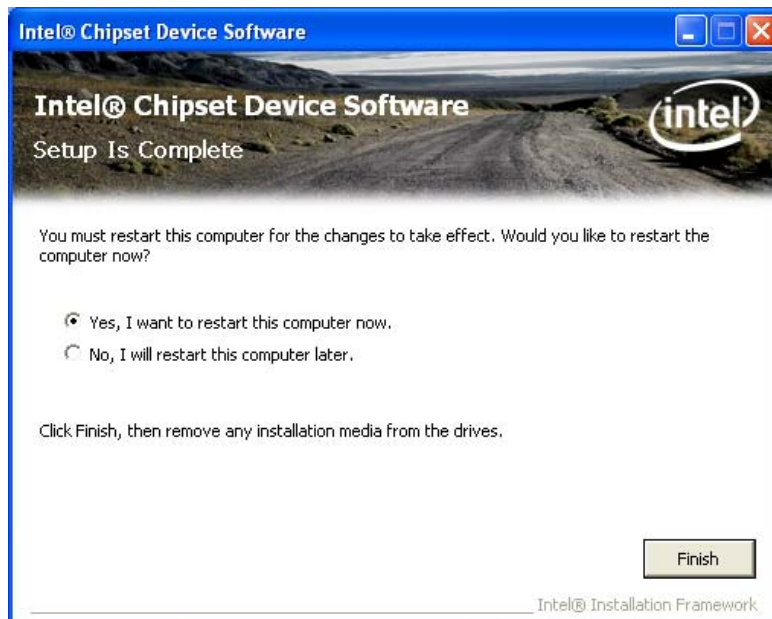 Intel® Chipset Device Software
Intel® Chipset Device Software
intel
Setup Is Complete
You must restart this computer for the changes to take effect. Would you like to restart the
computer now?
Yes, I want to restart this computer now.
No, I will restart this computer later.
Click Finish, then remove any installation media from the drives.
Finish
Intel® Installation Framework